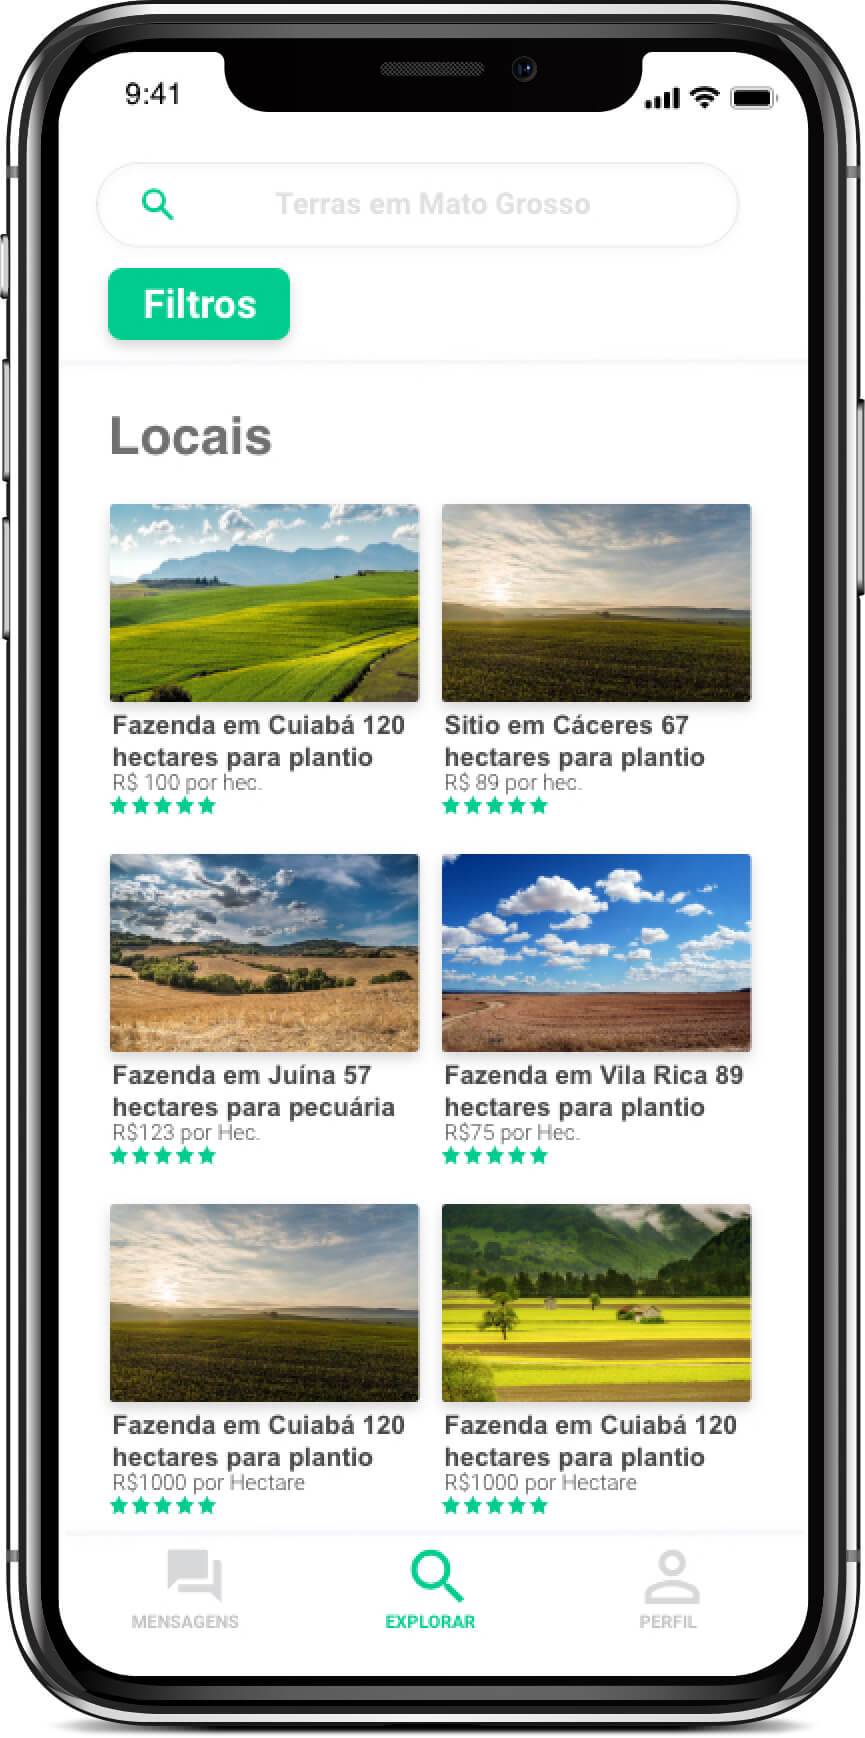 9:41
Terras em Mato Grosso
Filtros
Locais
Fazenda em Cuiabá 120
hectares para plantio
R$ 100 por hec.
Sitio em Cáceres 67
hectares para plantio
R$ 89 por hec.
Fazenda em Juína 57
hectares para pecuária
R$123 por Hec.
Fazenda em Vila Rica 89
hectares para plantio
R$75 por Hec.
Fazenda em Cuiabá 120
hectares para plantio
R$1000 por Hectare
Fazenda em Cuiabá 120
hectares para plantio
R$1000 por Hectare
MENSAGENS
EXPLORAR
PERFIL